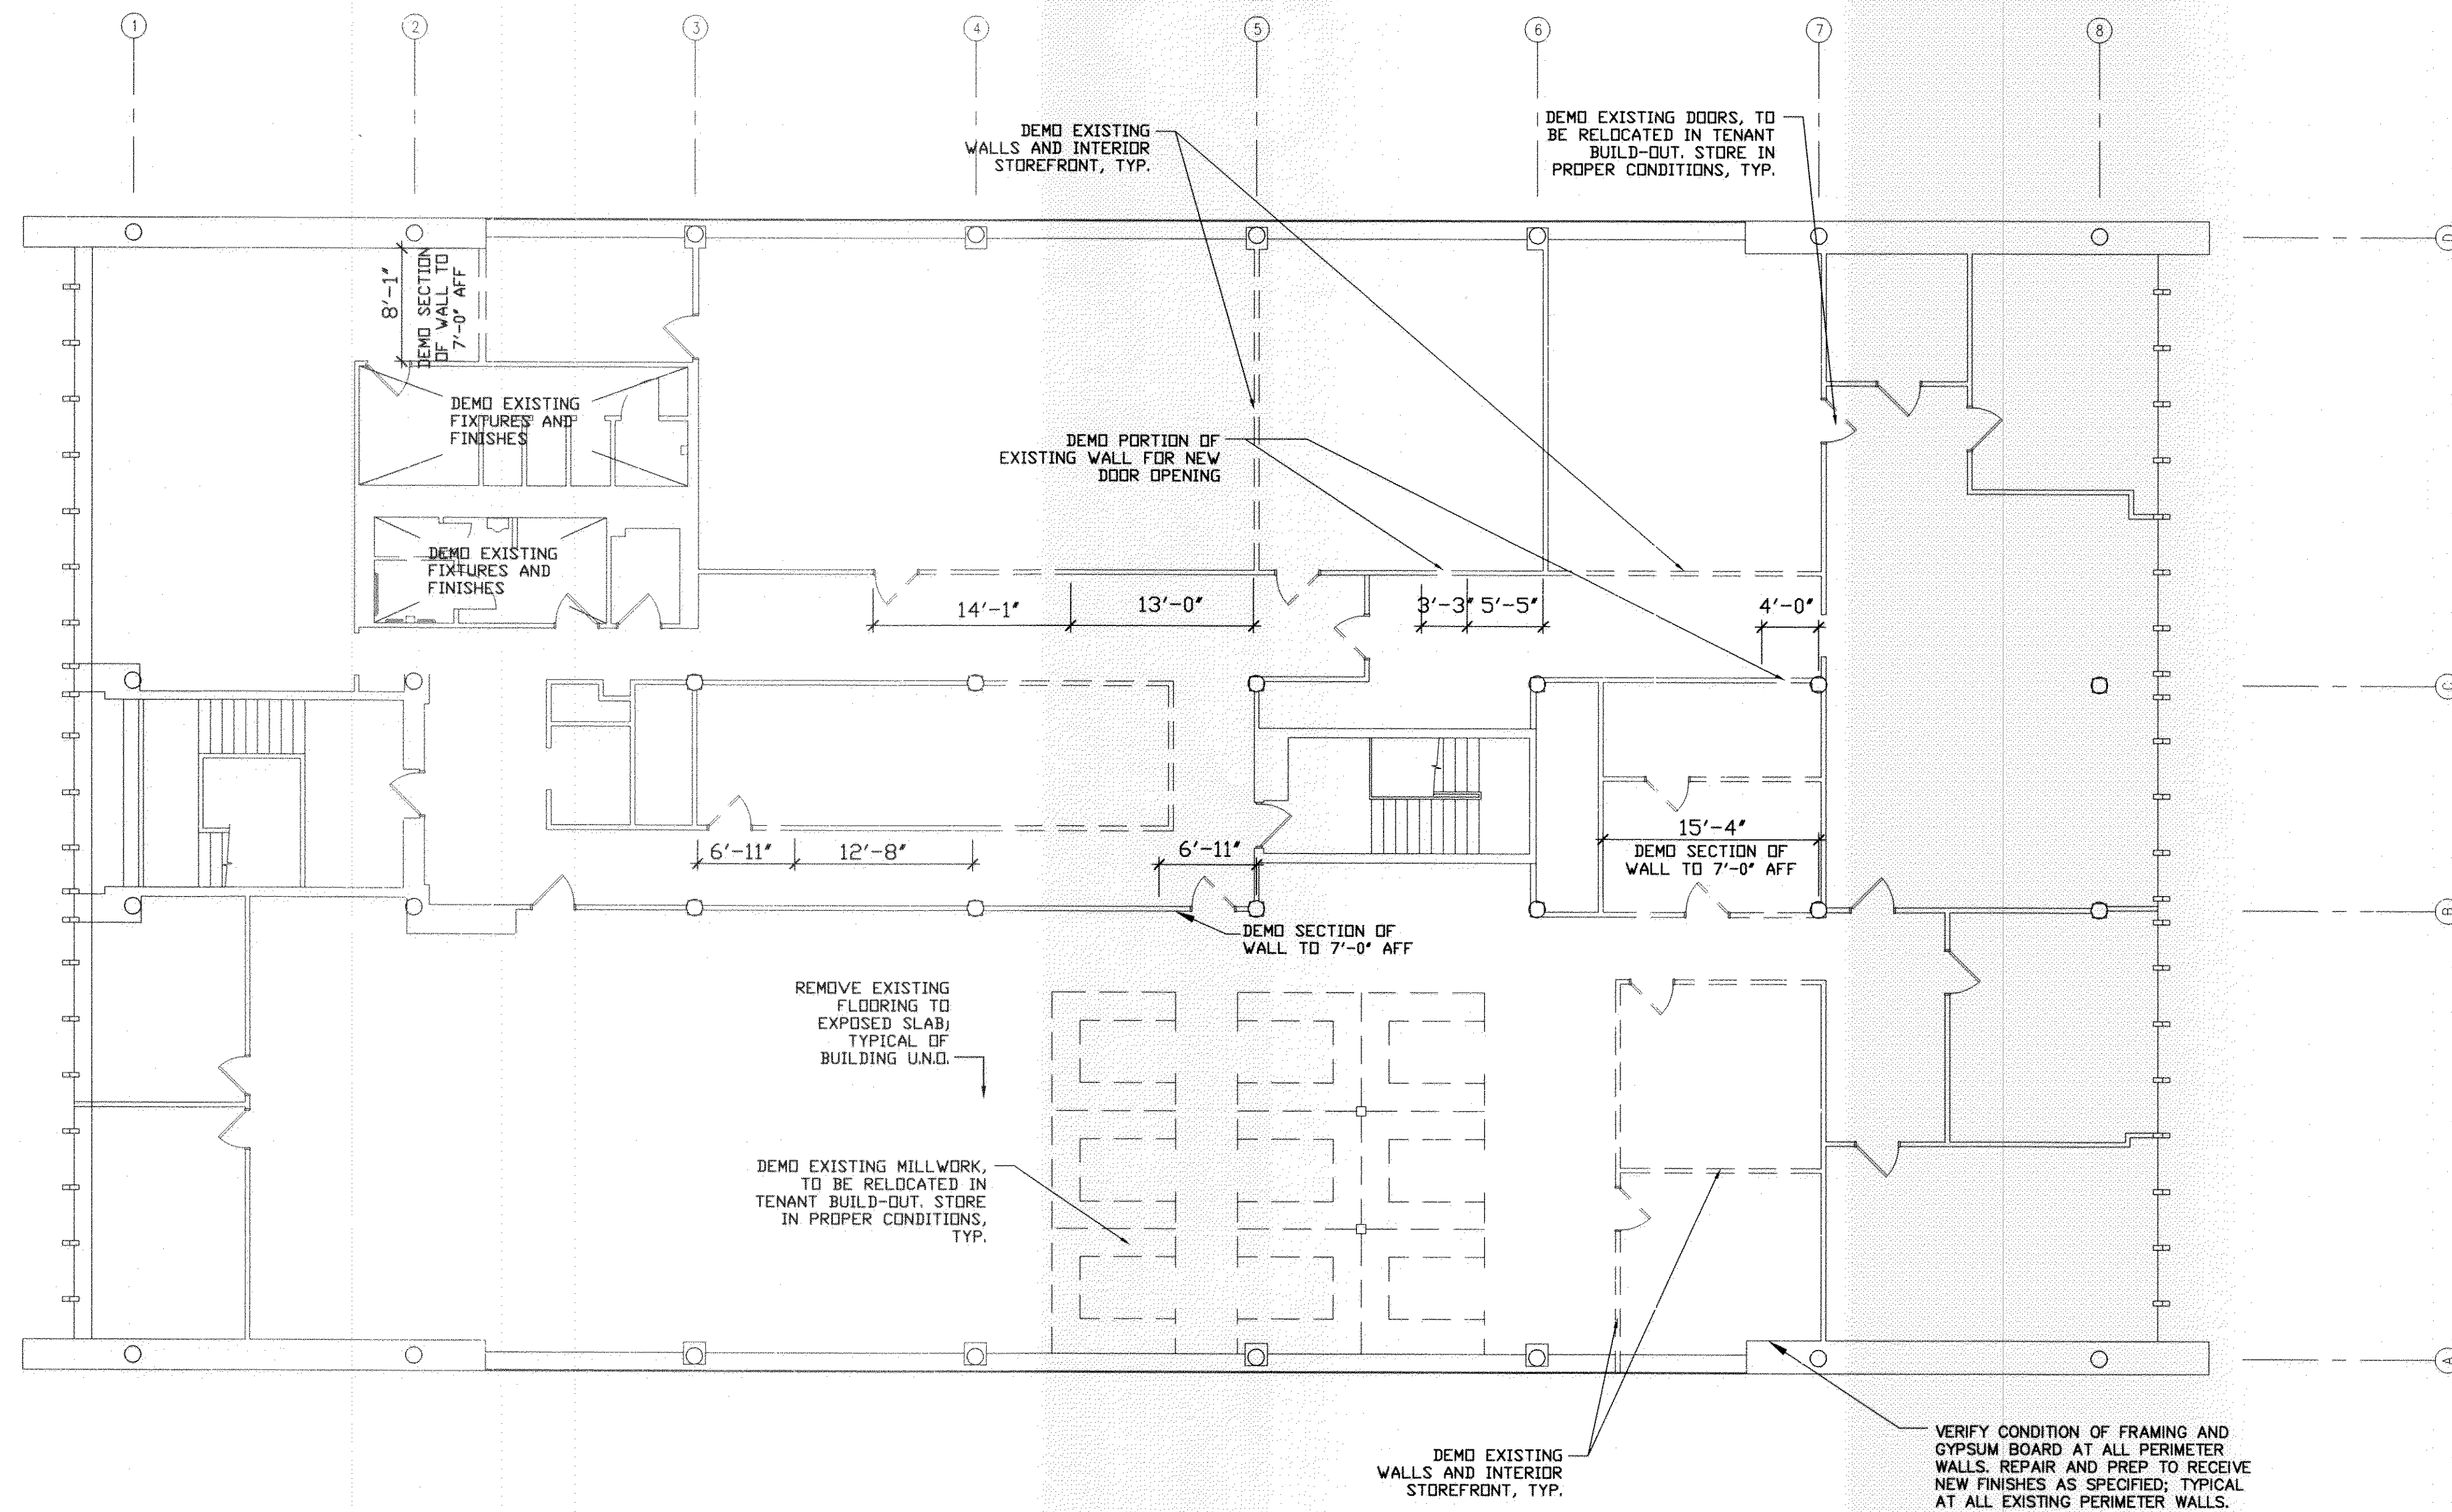 1
2
3
4
5
6
7
8
DEMO EXISTING
WALLS AND INTERIOR
STOREFRONT, TYP.
DEMO EXISTING DOORS, TO
BE RELOCATED IN TENANT
BUILD-OUT. STORE IN
PROPER CONDITIONS, TYP.
D
8'-1"
DEMO SECTION
OF WALL TO
7'-0" AFF
DEMO EXISTING
FIXTURES AND
FINISHES
DEMO PORTION OF
EXISTING WALL FOR NEW
DOOR OPENING
DEMO EXISTING
FIXTURES AND
FINISHES
14'-1"
13'-0"
3'-3"
5'-5"
4'-0"
C
6'-11"
12'-8"
6'-11"
15'-4"
DEMO SECTION OF
WALL TO 7'-0" AFF
B
DEMO SECTION OF
WALL TO 7'-0" AFF
REMOVE EXISTING
FLOORING TO
EXPOSED SLAB;
TYPICAL OF
BUILDING U.N.O.
DEMO EXISTING MILLWORK,
TO BE RELOCATED IN
TENANT BUILD-OUT. STORE
IN PROPER CONDITIONS,
TYP.
A
DEMO EXISTING
WALLS AND INTERIOR
STOREFRONT, TYP.
VERIFY CONDITION OF FRAMING AND
GYPSUM BOARD AT ALL PERIMETER
WALLS. REPAIR AND PREP TO RECEIVE
NEW FINISHES AS SPECIFIED; TYPICAL
AT ALL EXISTING PERIMETER WALLS.